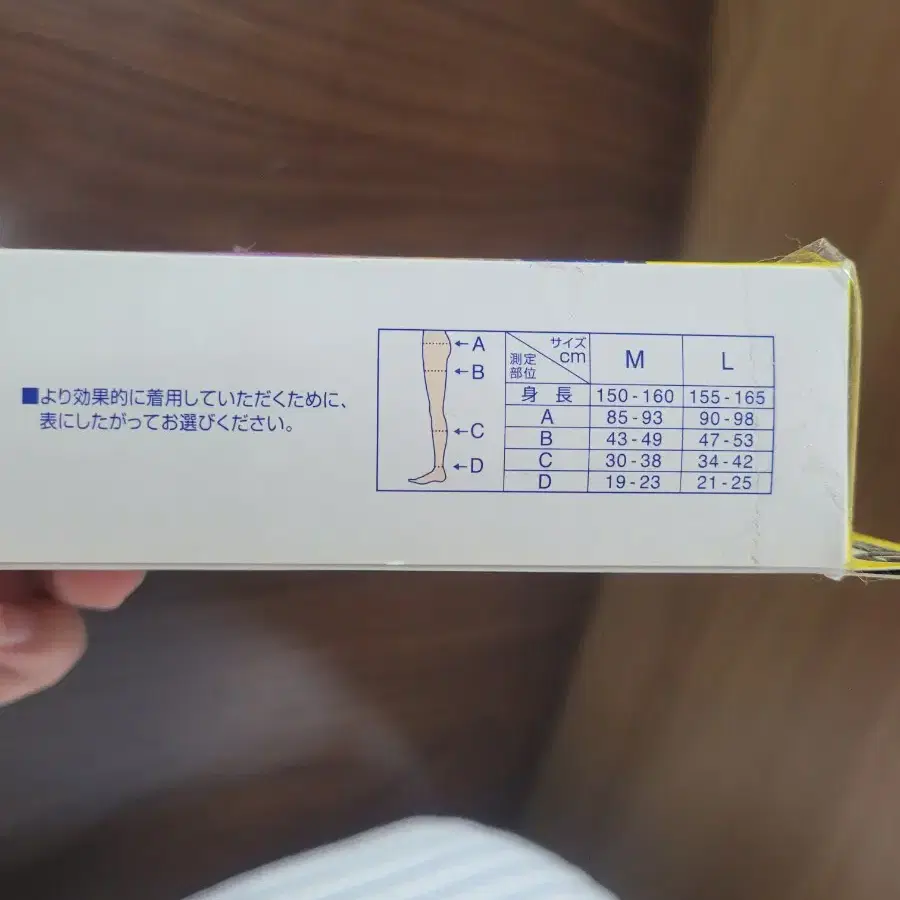 ■より効果的に着用していただくために、
表にしたがってお選びください。
←A
←B
←C
←D
サイズ cm 測定部位 M L
身 長 150-160 155-165
A 85-93 90-98
B 43-49 47-53
C 30-38 34-42
D 19-23 21-25